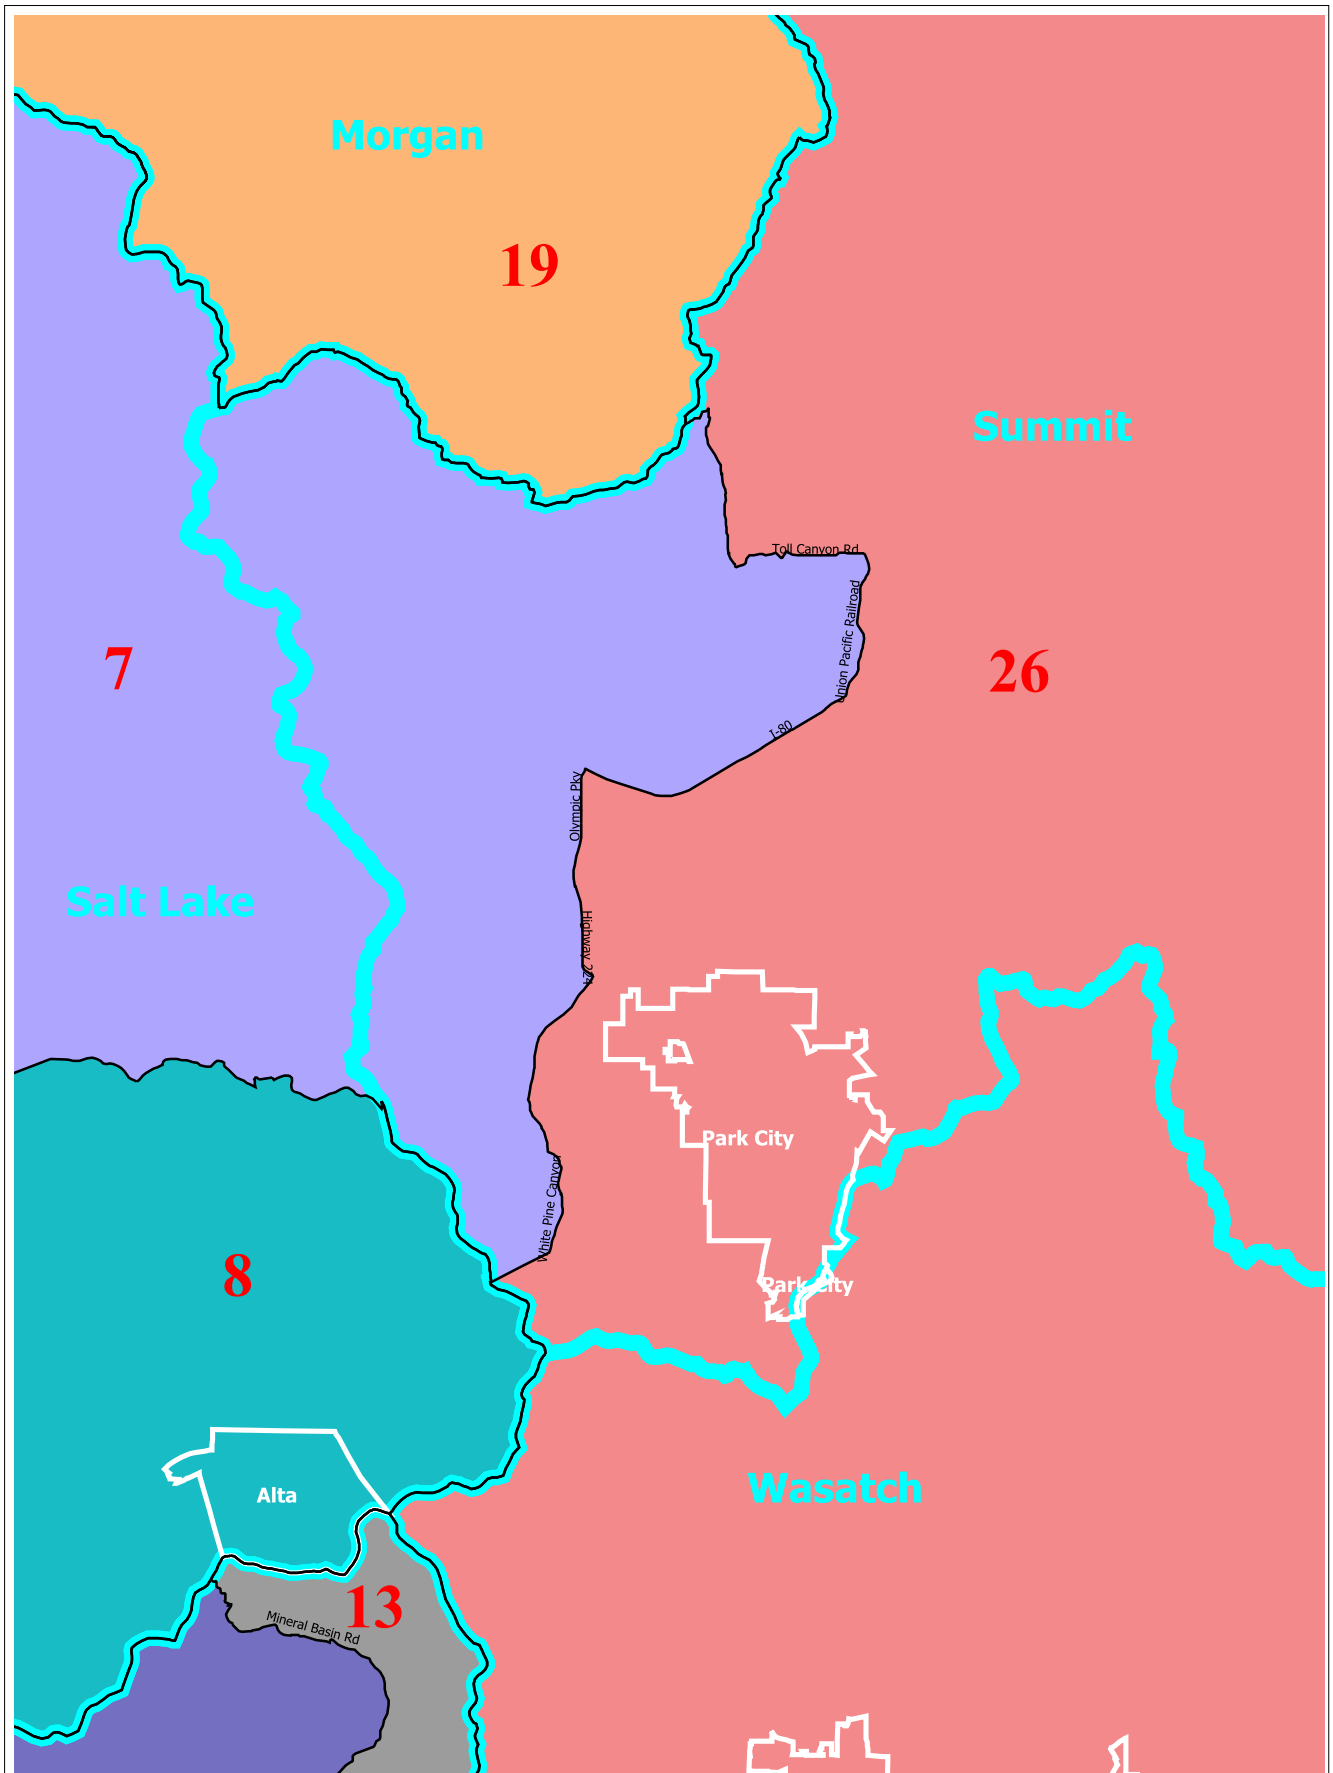 Morgan
19
Summit
Toll Canyon Rd
Union Pacific Railroad
7
26
I-80
Olympic Pky
Salt Lake
Highway 224
Park City
White Pine Canyon
8
Park City
Wasatch
Alta
13
Mineral Basin Rd